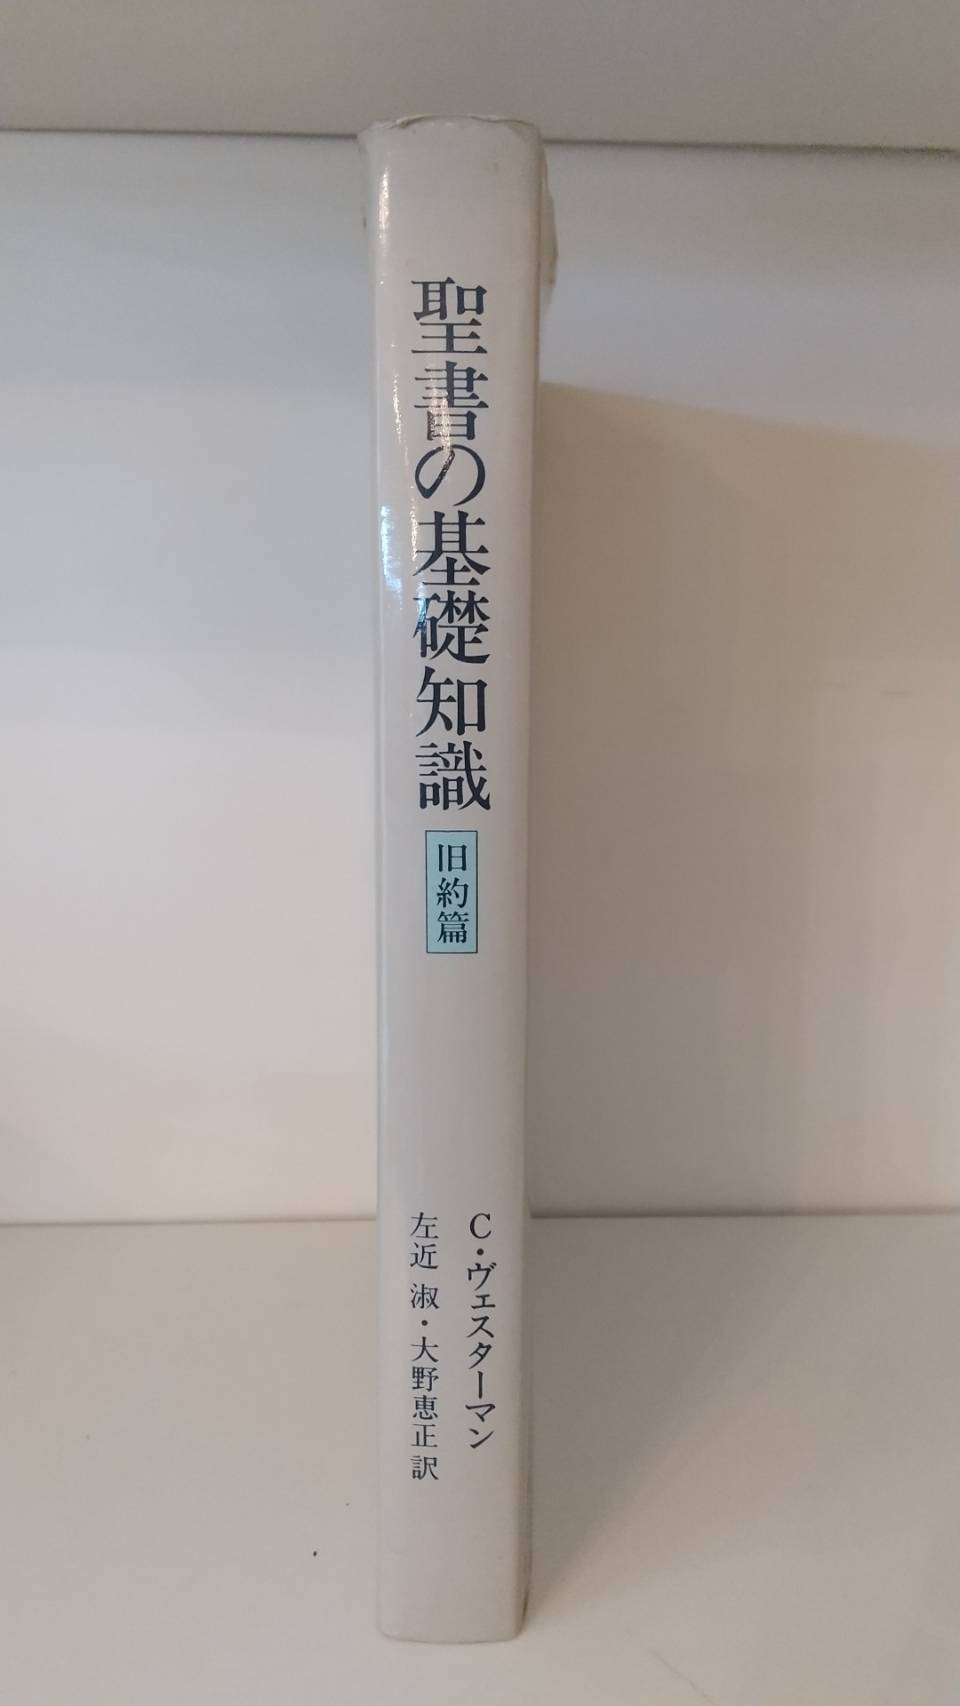 聖書の基礎知識
旧約篇
C・ヴェスターマン
左近 淑・大野恵正訳